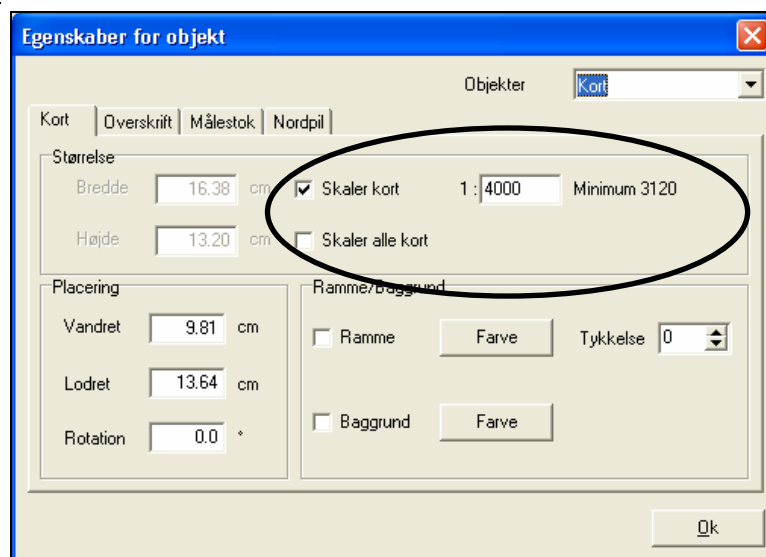 Egenskaber for objekt
Objekter Kort
Kort Overskrift Målestok Nordpil
Størrelse
Bredde 16.38 cm Skaler kort 1 : 4000 Minimum 3120
Højde 13.20 cm Skaler alle kort
Placering
Vandret 9.81 cm
Lodret 13.64 cm
Rotation 0.0 °
Ramme/Baggrund
Ramme Farve Tykkelse 0
Baggrund Farve
Ok